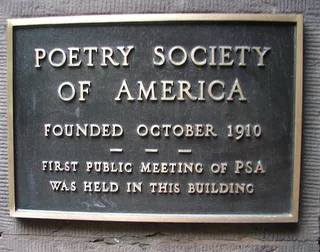 POETRY SOCIETY
OF AMERICA
FOUNDED OCTOBER 1910
— — —
FIRST PUBLIC MEETING OF PSA
WAS HELD IN THIS BUILDING